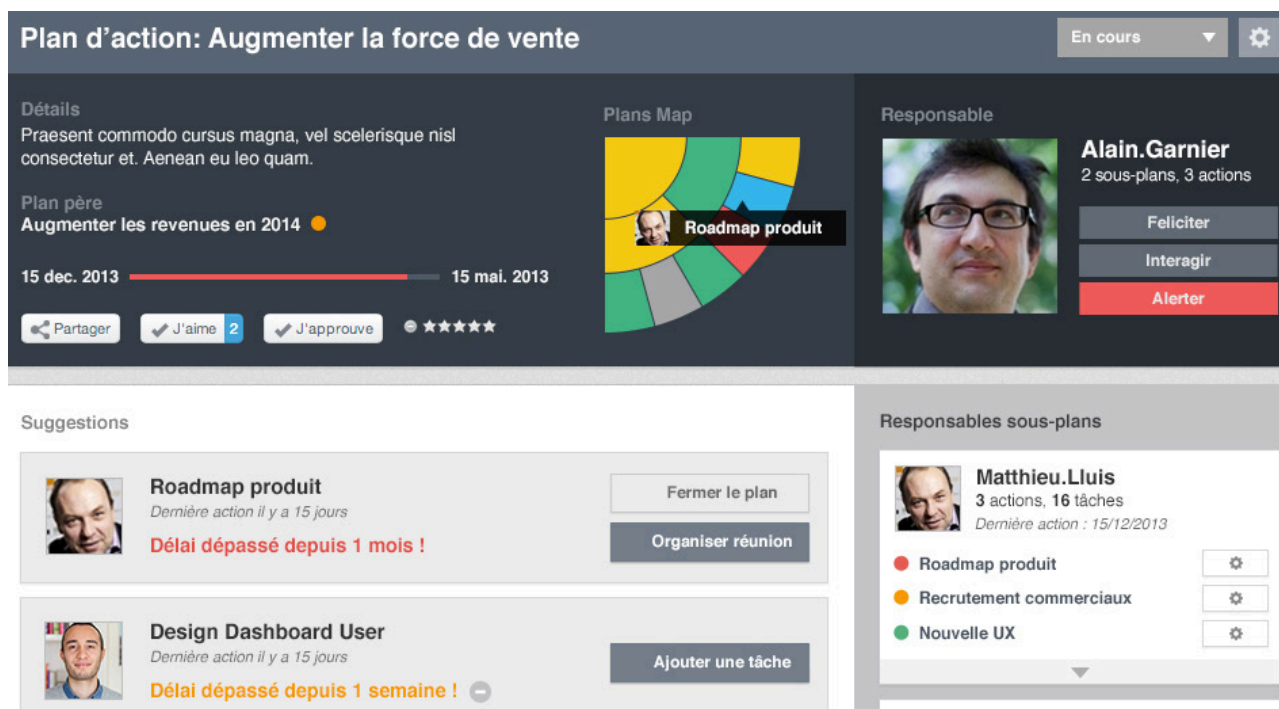 Plan d’action: Augmenter la force de vente
En cours
Détails
Praesent commodo cursus magna, vel scelerisque nisl
consectetur et. Aenean eu leo quam.
Plan père
Augmenter les revenues en 2014
15 dec. 2013
15 mai. 2013
Partager
J'aime
2
J'approuve
Plans Map
Roadmap produit
Responsable
Alain.Garnier
2 sous-plans, 3 actions
Feliciter
Interagir
Alerter
Suggestions
Roadmap produit
Dernière action il y a 15 jours
Délai dépassé depuis 1 mois !
Fermer le plan
Organiser réunion
Design Dashboard User
Dernière action il y a 15 jours
Délai dépassé depuis 1 semaine !
Ajouter une tâche
Responsables sous-plans
Matthieu.Lluis
3 actions, 16 tâches
Dernière action : 15/12/2013
Roadmap produit
Recrutement commerciaux
Nouvelle UX